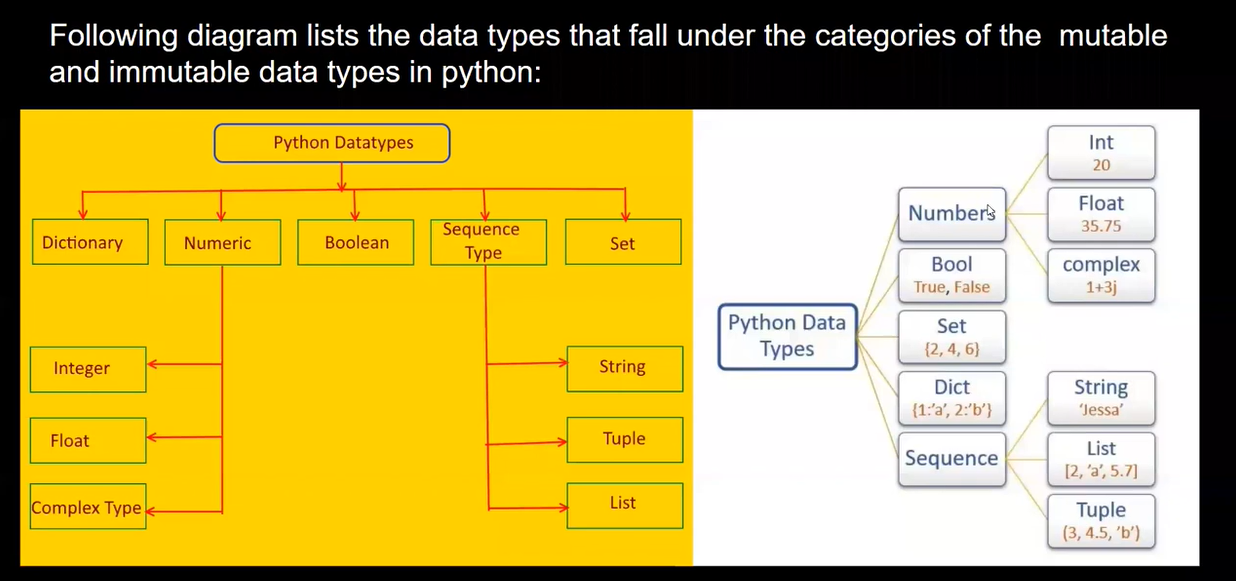 Following diagram lists the data types that fall under the categories of the mutable
and immutable data types in python:
Python Datatypes
Dictionary
Numeric
Boolean
Sequence
Type
Set
Integer
Float
Complex Type
String
Tuple
List
Python Data
Types
Numbers
Bool
True, False
Set
{2, 4, 6}
Dict
{1:'a', 2:'b'}
Sequence
Int
20
Float
35.75
complex
1+3j
String
'Jessa'
List
[2, 'a', 5.7]
Tuple
(3, 4.5, 'b')